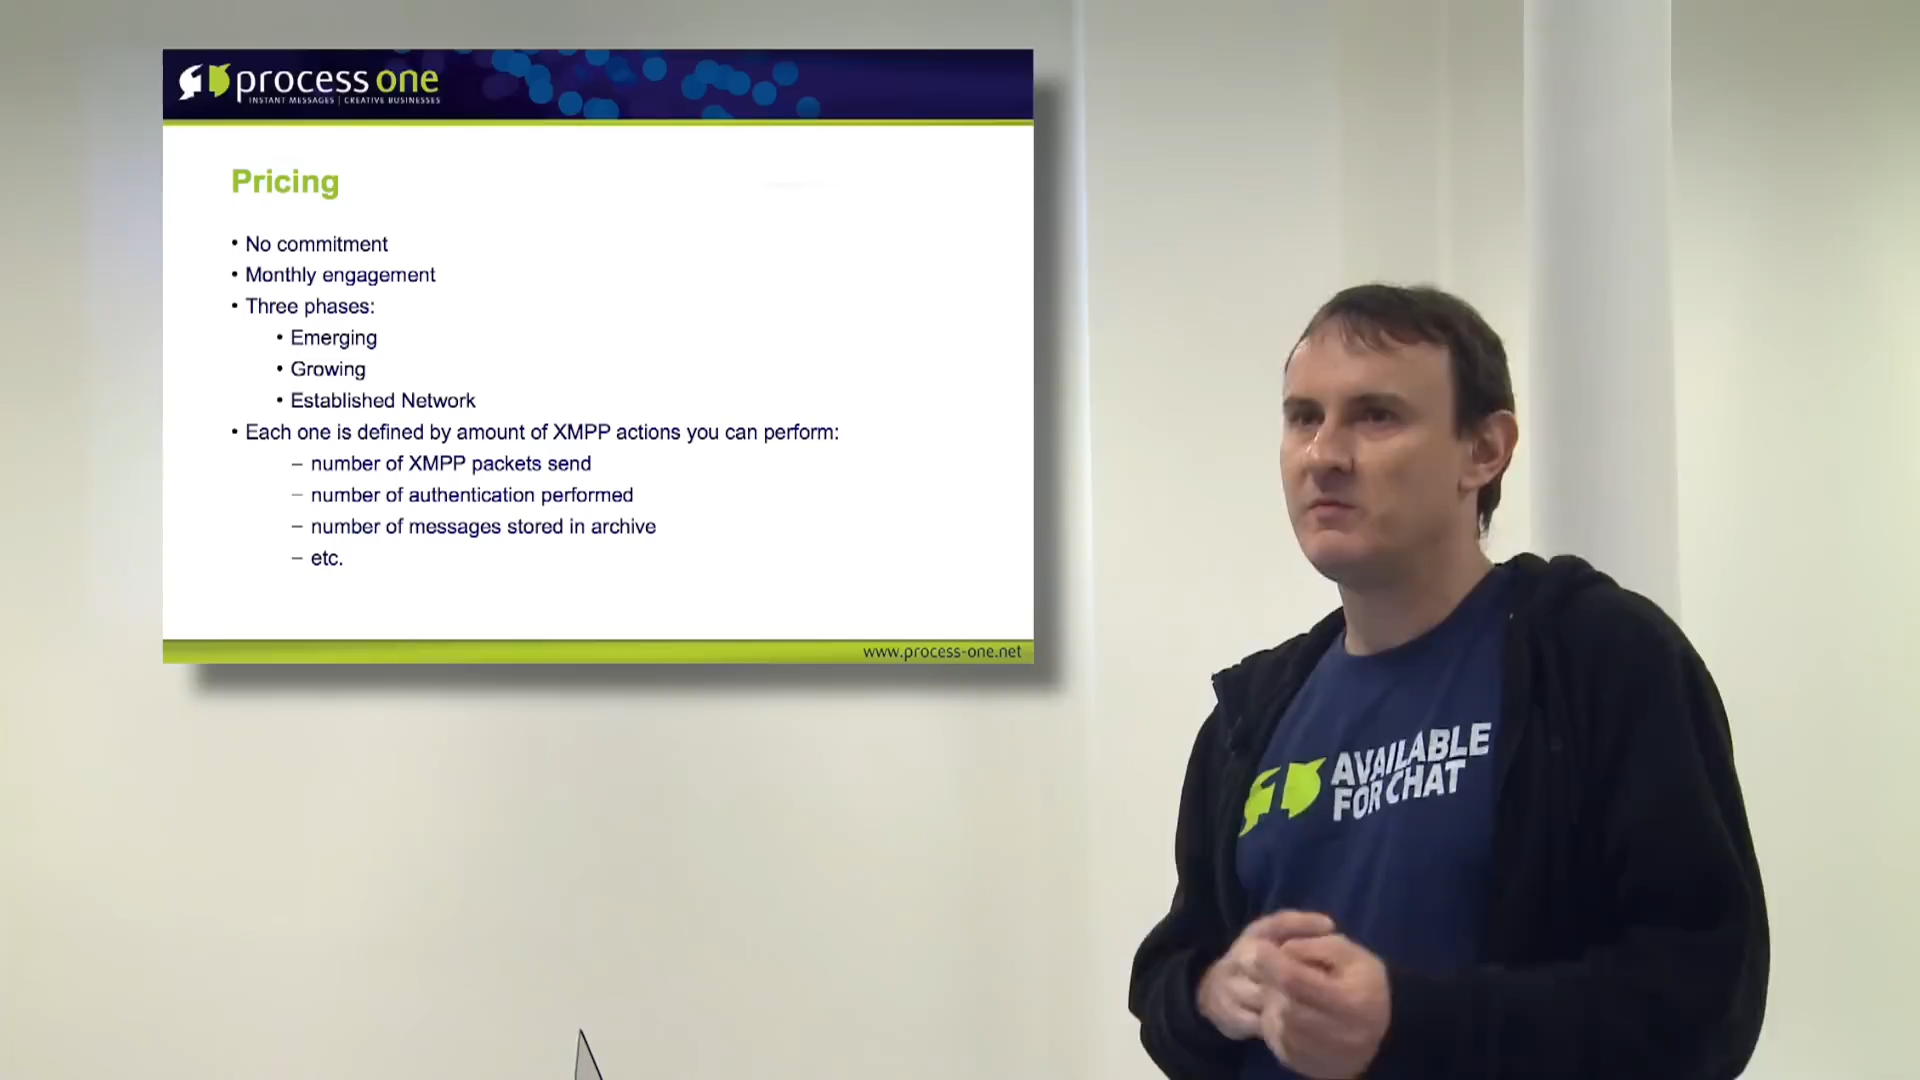 process one
INSTANT MESSAGES | CREATIVE BUSINESSES
Pricing
• No commitment
• Monthly engagement
• Three phases:
• Emerging
• Growing
• Established Network
• Each one is defined by amount of XMPP actions you can perform:
– number of XMPP packets send
– number of authentication performed
– number of messages stored in archive
– etc.
www.process-one.net
AVAILABLE
FOR CHAT